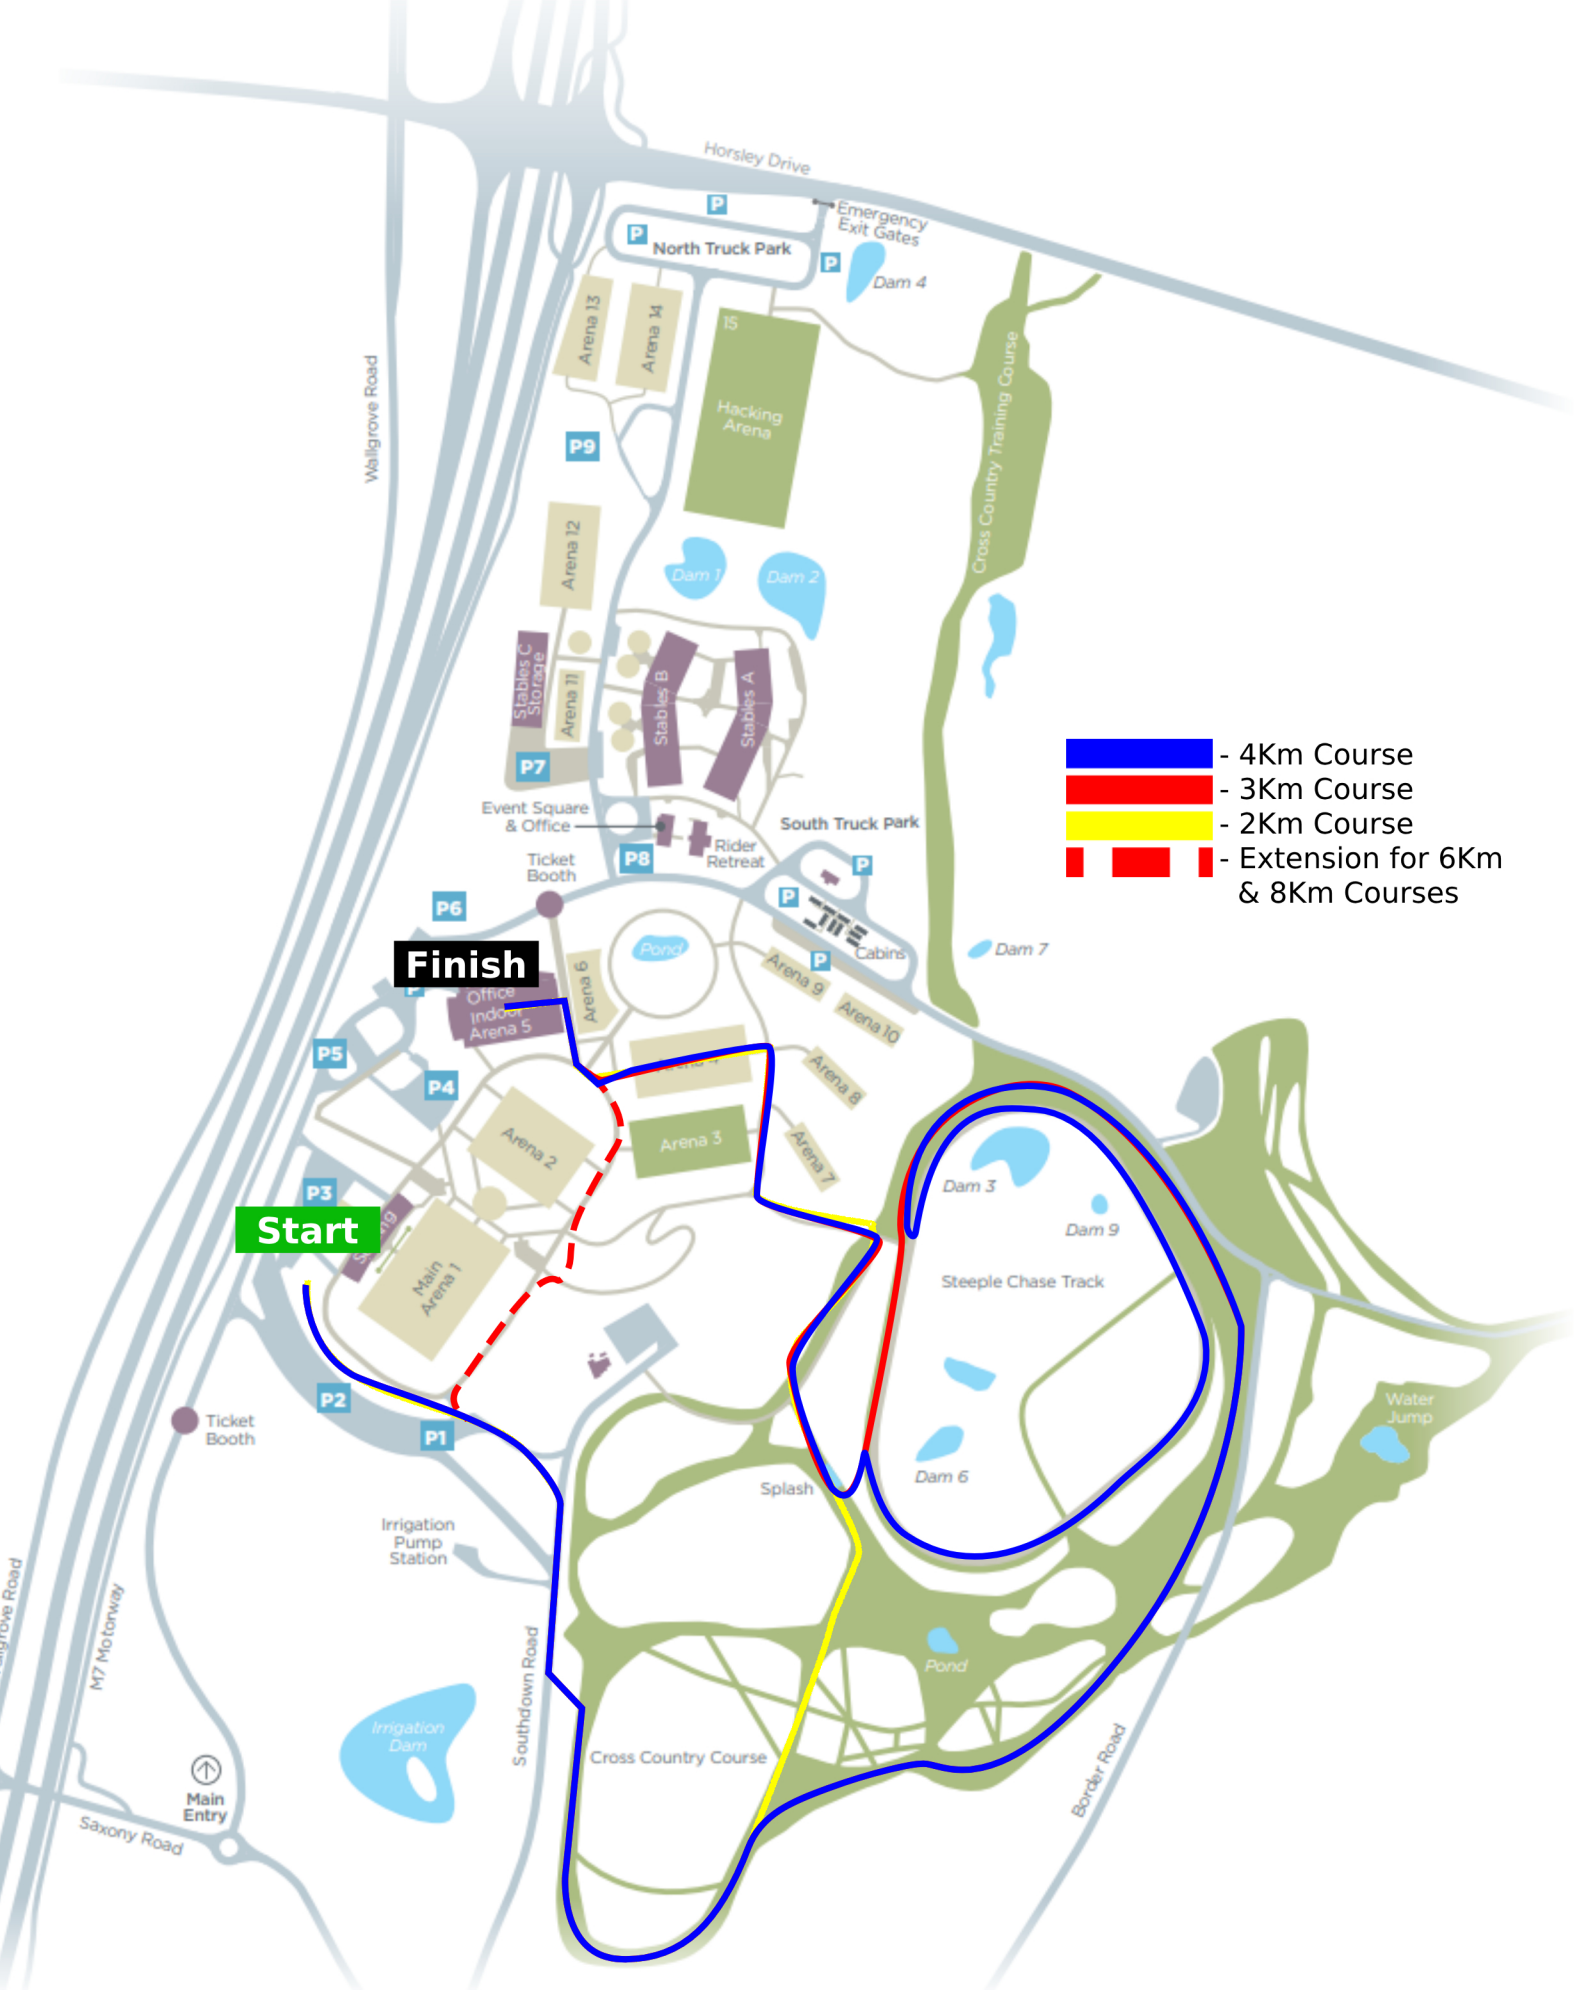 Horsley Drive
P
Emergency
Exit Gates
P
North Truck Park
P
Dam 4
Arena 13
Arena 14
15
Hacking
Arena
Cross Country Training Course
Wallgrove Road
P9
Arena 12
Dam 1
Dam 2
Stables C
Storage
Arena 11
Stables B
Stables A
P7
- 4Km Course
- 3Km Course
- 2Km Course
- Extension for 6Km
& 8Km Courses
Event Square
& Office
South Truck Park
Rider
Retreat
P8
Ticket
Booth
P
P
P6
Cabins
Pond
Dam 7
Finish
P
P
Office
Indoor
Arena 5
Arena 6
Arena 9
Arena 10
P5
P4
Arena 8
Arena 3
Arena 2
Arena 7
Dam 3
Dam 9
P3
Start
Main
Arena 1
Steeple Chase Track
P2
P1
Ticket
Booth
Water
Jump
Dam 6
Splash
Irrigation
Pump
Station
M7 Motorway
Southdown Road
Pond
Irrigation
Dam
Cross Country Course
Main
Entry
Saxony Road
Border Road